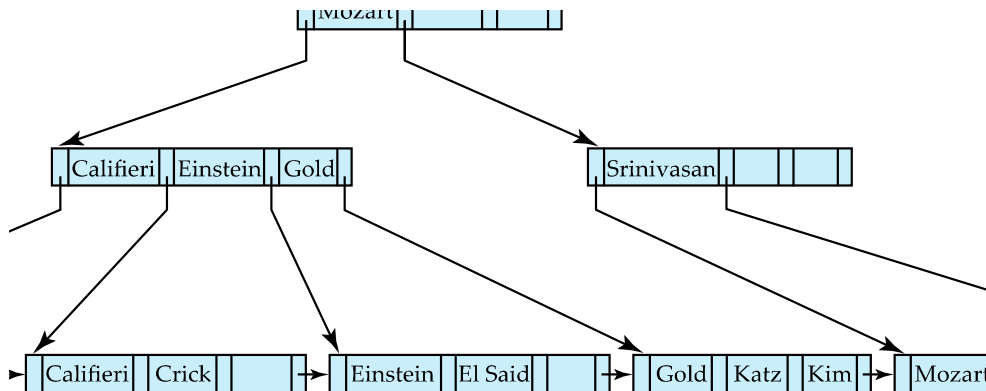 Mozart
Califieri Einstein Gold
Srinivasan
Califieri Crick
Einstein El Said
Gold Katz Kim
Mozart